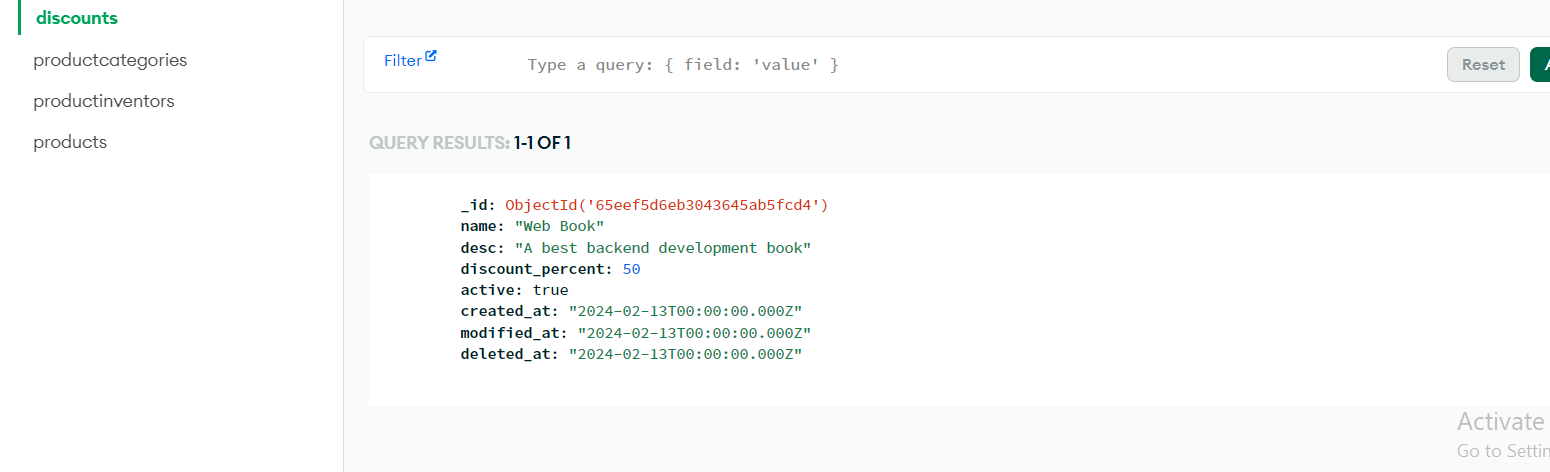 discounts
productcategories
productinventors
products
Filter
Type a query: { field: 'value' }
Reset
QUERY RESULTS: 1-1 OF 1
_id: ObjectId('65eef5d6eb3043645ab5fcd4')
name: "Web Book"
desc: "A best backend development book"
discount_percent: 50
active: true
created_at: "2024-02-13T00:00:00.000Z"
modified_at: "2024-02-13T00:00:00.000Z"
deleted_at: "2024-02-13T00:00:00.000Z"
Activate
Go to Settin